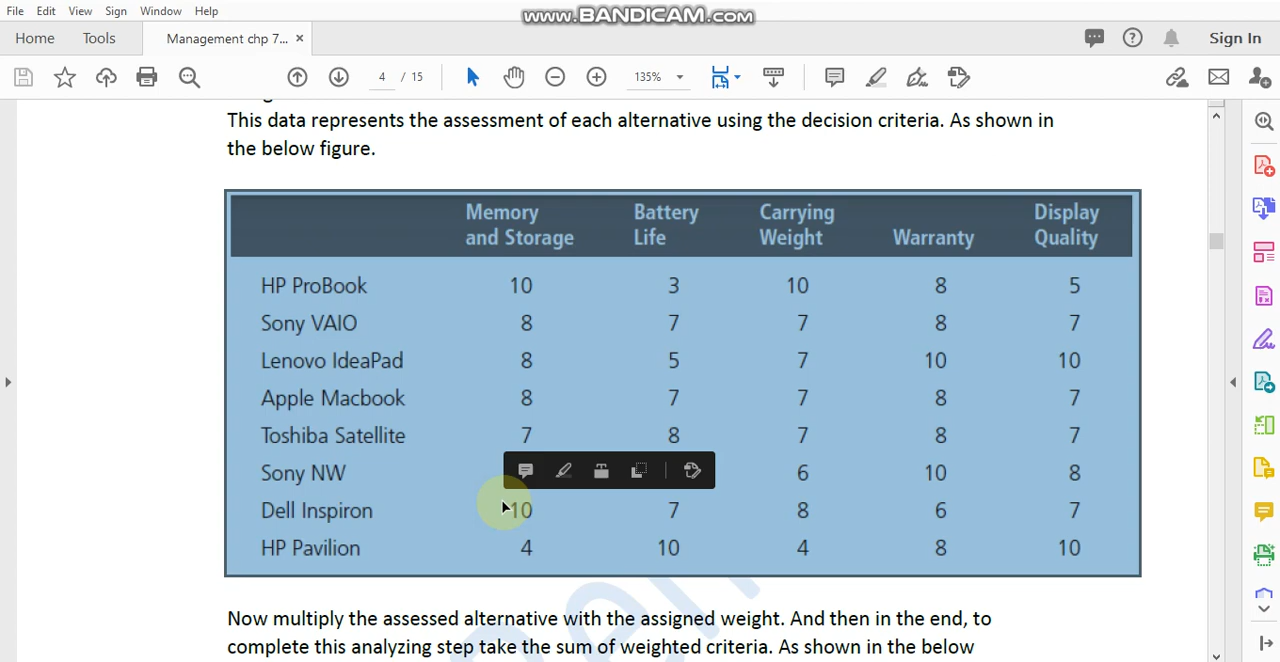 File Edit View Sign Window Help
www.BANDICAM.com
Home Tools Management chp 7... × Sign In
4 / 15 135%
This data represents the assessment of each alternative using the decision criteria. As shown in
the below figure.
Memory and Storage Battery Life Carrying Weight Warranty Display Quality
HP ProBook 10 3 10 8 5
Sony VAIO 8 7 7 8 7
Lenovo IdeaPad 8 5 7 10 10
Apple Macbook 8 7 7 8 7
Toshiba Satellite 7 8 7 8 7
Sony NW 6 10 8
Dell Inspiron 10 7 8 6 7
HP Pavilion 4 10 4 8 10
Now multiply the assessed alternative with the assigned weight. And then in the end, to
complete this analyzing step take the sum of weighted criteria. As shown in the below